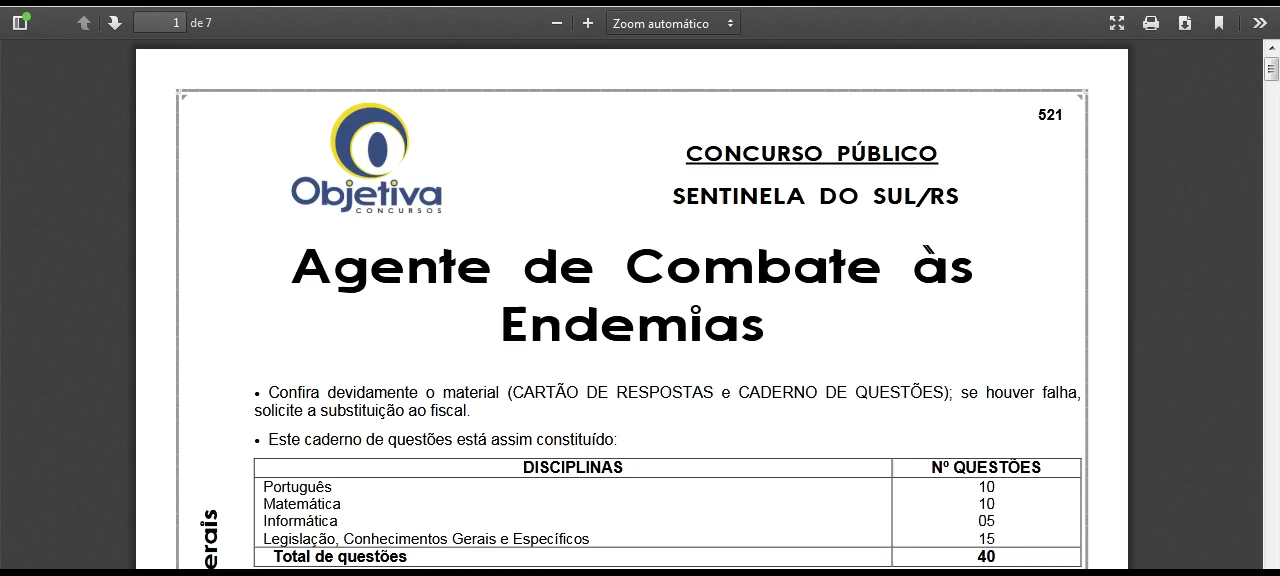 1 de 7
Zoom automático
521
Objetiva
CONCURSOS
CONCURSO PÚBLICO
SENTINELA DO SUL/RS
Agente de Combate às
Endemias
• Confira devidamente o material (CARTÃO DE RESPOSTAS e CADERNO DE QUESTÕES); se houver falha,
solicite a substituição ao fiscal.
• Este caderno de questões está assim constituído:
DISCIPLINAS Nº QUESTÕES
Português 10
Matemática 10
Informática 05
Legislação, Conhecimentos Gerais e Específicos 15
Total de questões 40
erais